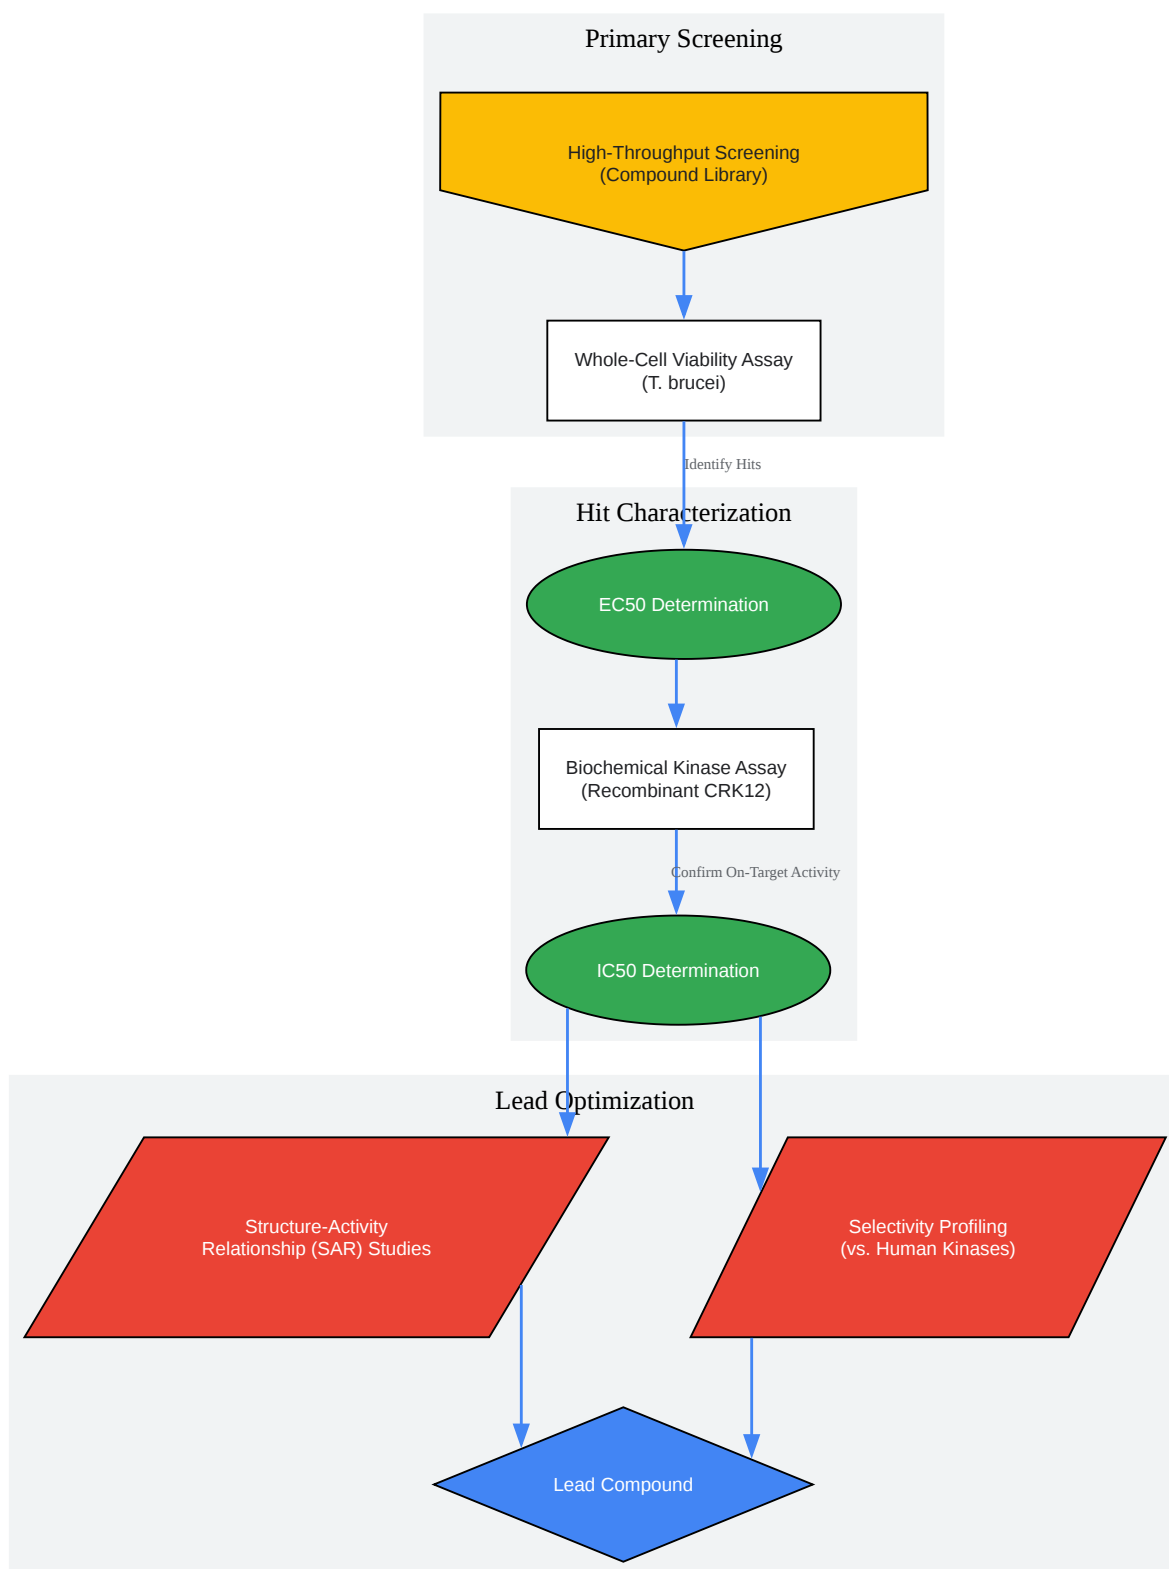 Primary Screening
High-Throughput Screening
(Compound Library)
Whole-Cell Viability Assay
(T. brucei)
Identify Hits
Hit Characterization
EC50 Determination
Biochemical Kinase Assay
(Recombinant CRK12)
Confirm On-Target Activity
IC50 Determination
Lead Optimization
Structure-Activity
Relationship (SAR) Studies
Selectivity Profiling
(vs. Human Kinases)
Lead Compound